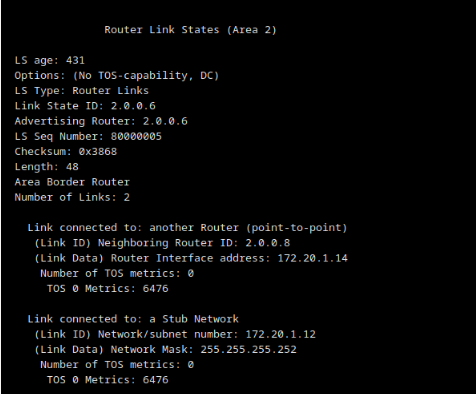 Router Link States (Area 2)
LS age: 431
Options: (No TOS-capability, DC)
LS Type: Router Links
Link State ID: 2.0.0.6
Advertising Router: 2.0.0.6
LS Seq Number: 80000005
Checksum: 0x3868
Length: 48
Area Border Router
Number of Links: 2
Link connected to: another Router (point-to-point)
(Link ID) Neighboring Router ID: 2.0.0.8
(Link Data) Router Interface address: 172.20.1.14
Number of TOS metrics: 0
TOS 0 Metrics: 6476
Link connected to: a Stub Network
(Link ID) Network/subnet number: 172.20.1.12
(Link Data) Network Mask: 255.255.255.252
Number of TOS metrics: 0
TOS 0 Metrics: 6476